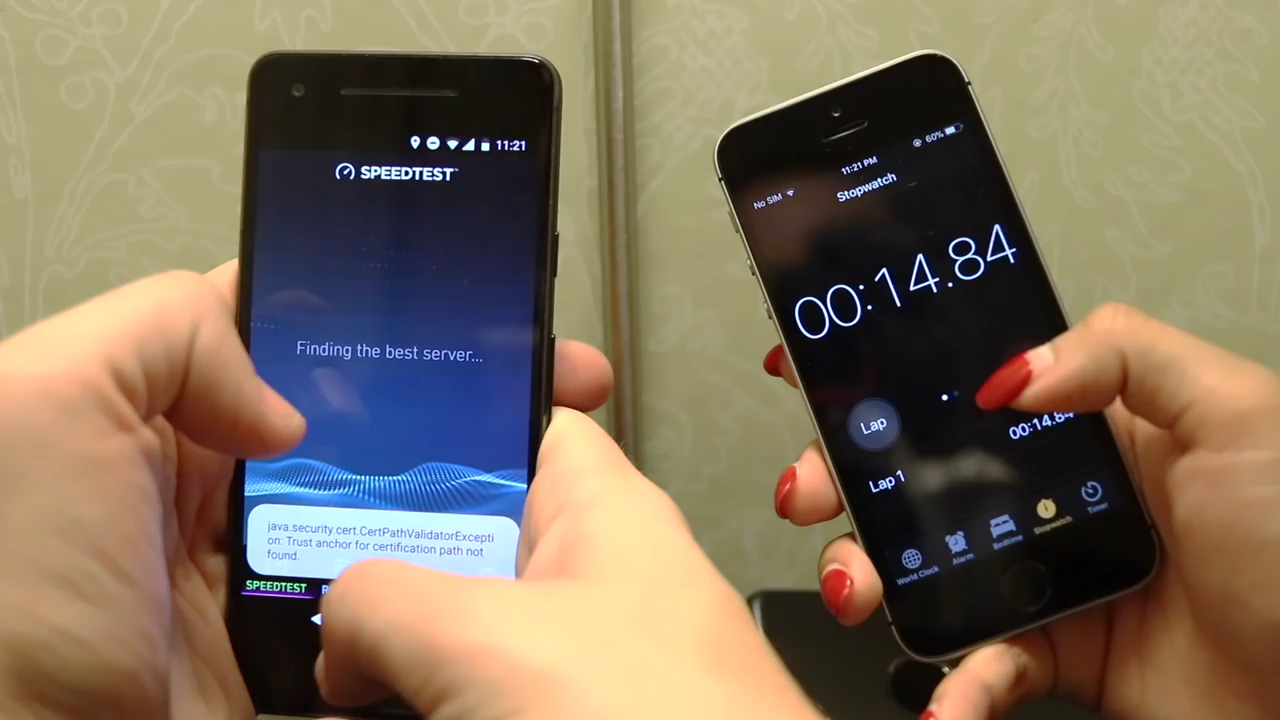 11:21
SPEEDTEST
Finding the best server...
java.security.cert.CertPathValidatorExcepti
on: Trust anchor for certification path not
found.
SPEEDTEST
No SIM
11:21 PM
60%
Stopwatch
00:14.84
Lap
Lap 1
00:14.84
World Clock
Alarm
Bedtime
Stopwatch
Timer